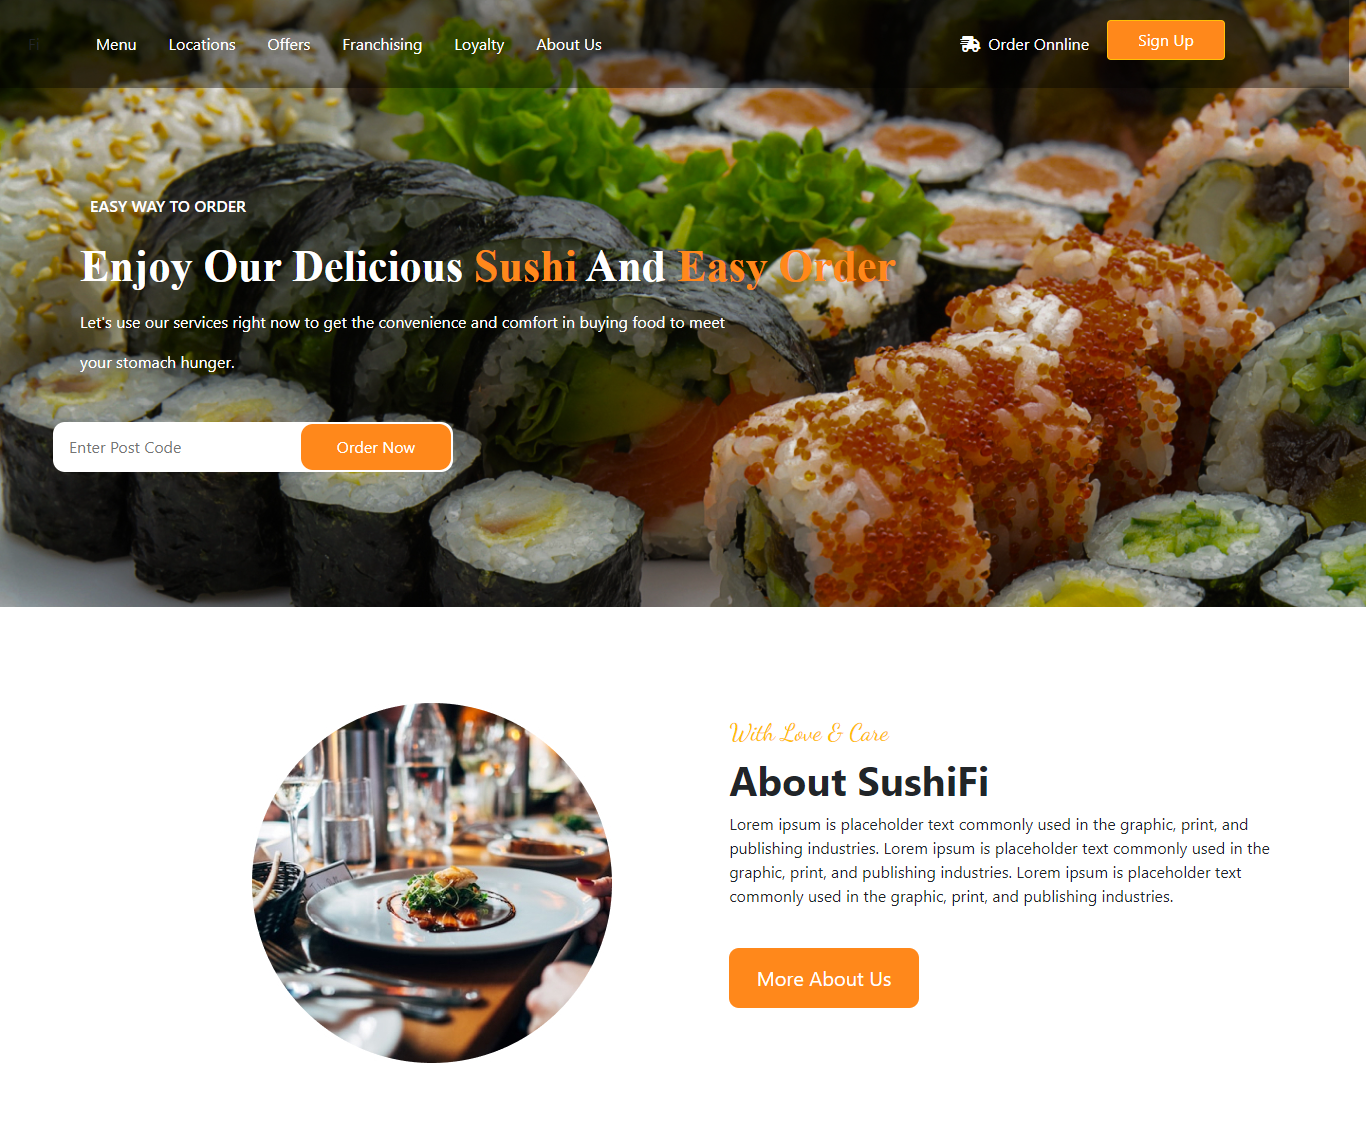 Fi Menu Locations Offers Franchising Loyalty About Us Order Onnline Sign Up
EASY WAY TO ORDER
Enjoy Our Delicious Sushi And Easy Order
Let's use our services right now to get the convenience and comfort in buying food to meet
your stomach hunger.
Enter Post Code Order Now
With Love & Care
About SushiFi
Lorem ipsum is placeholder text commonly used in the graphic, print, and
publishing industries. Lorem ipsum is placeholder text commonly used in the
graphic, print, and publishing industries. Lorem ipsum is placeholder text
commonly used in the graphic, print, and publishing industries.
More About Us